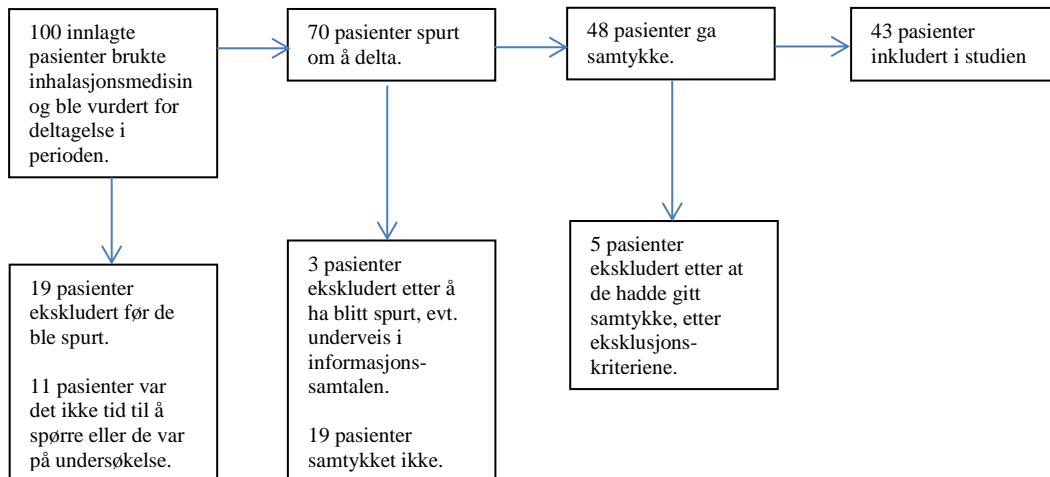 100 innlagte
pasienter brukte
inhalasjonsmedisin
og ble vurdert for
deltagelse i
perioden.
70 pasienter spurt
om å delta.
48 pasienter ga
samtykke.
43 pasienter
inkludert i studien
19 pasienter
ekskludert før de
ble spurt.
11 pasienter var
det ikke tid til å
spørre eller de var
på undersøkelse.
3 pasienter
ekskludert etter å
ha blitt spurt, evt.
underveis i
informasjons-
samtalen.
19 pasienter
samtykket ikke.
5 pasienter
ekskludert etter at
de hadde gitt
samtykke, etter
eksklusjons-
kriteriene.